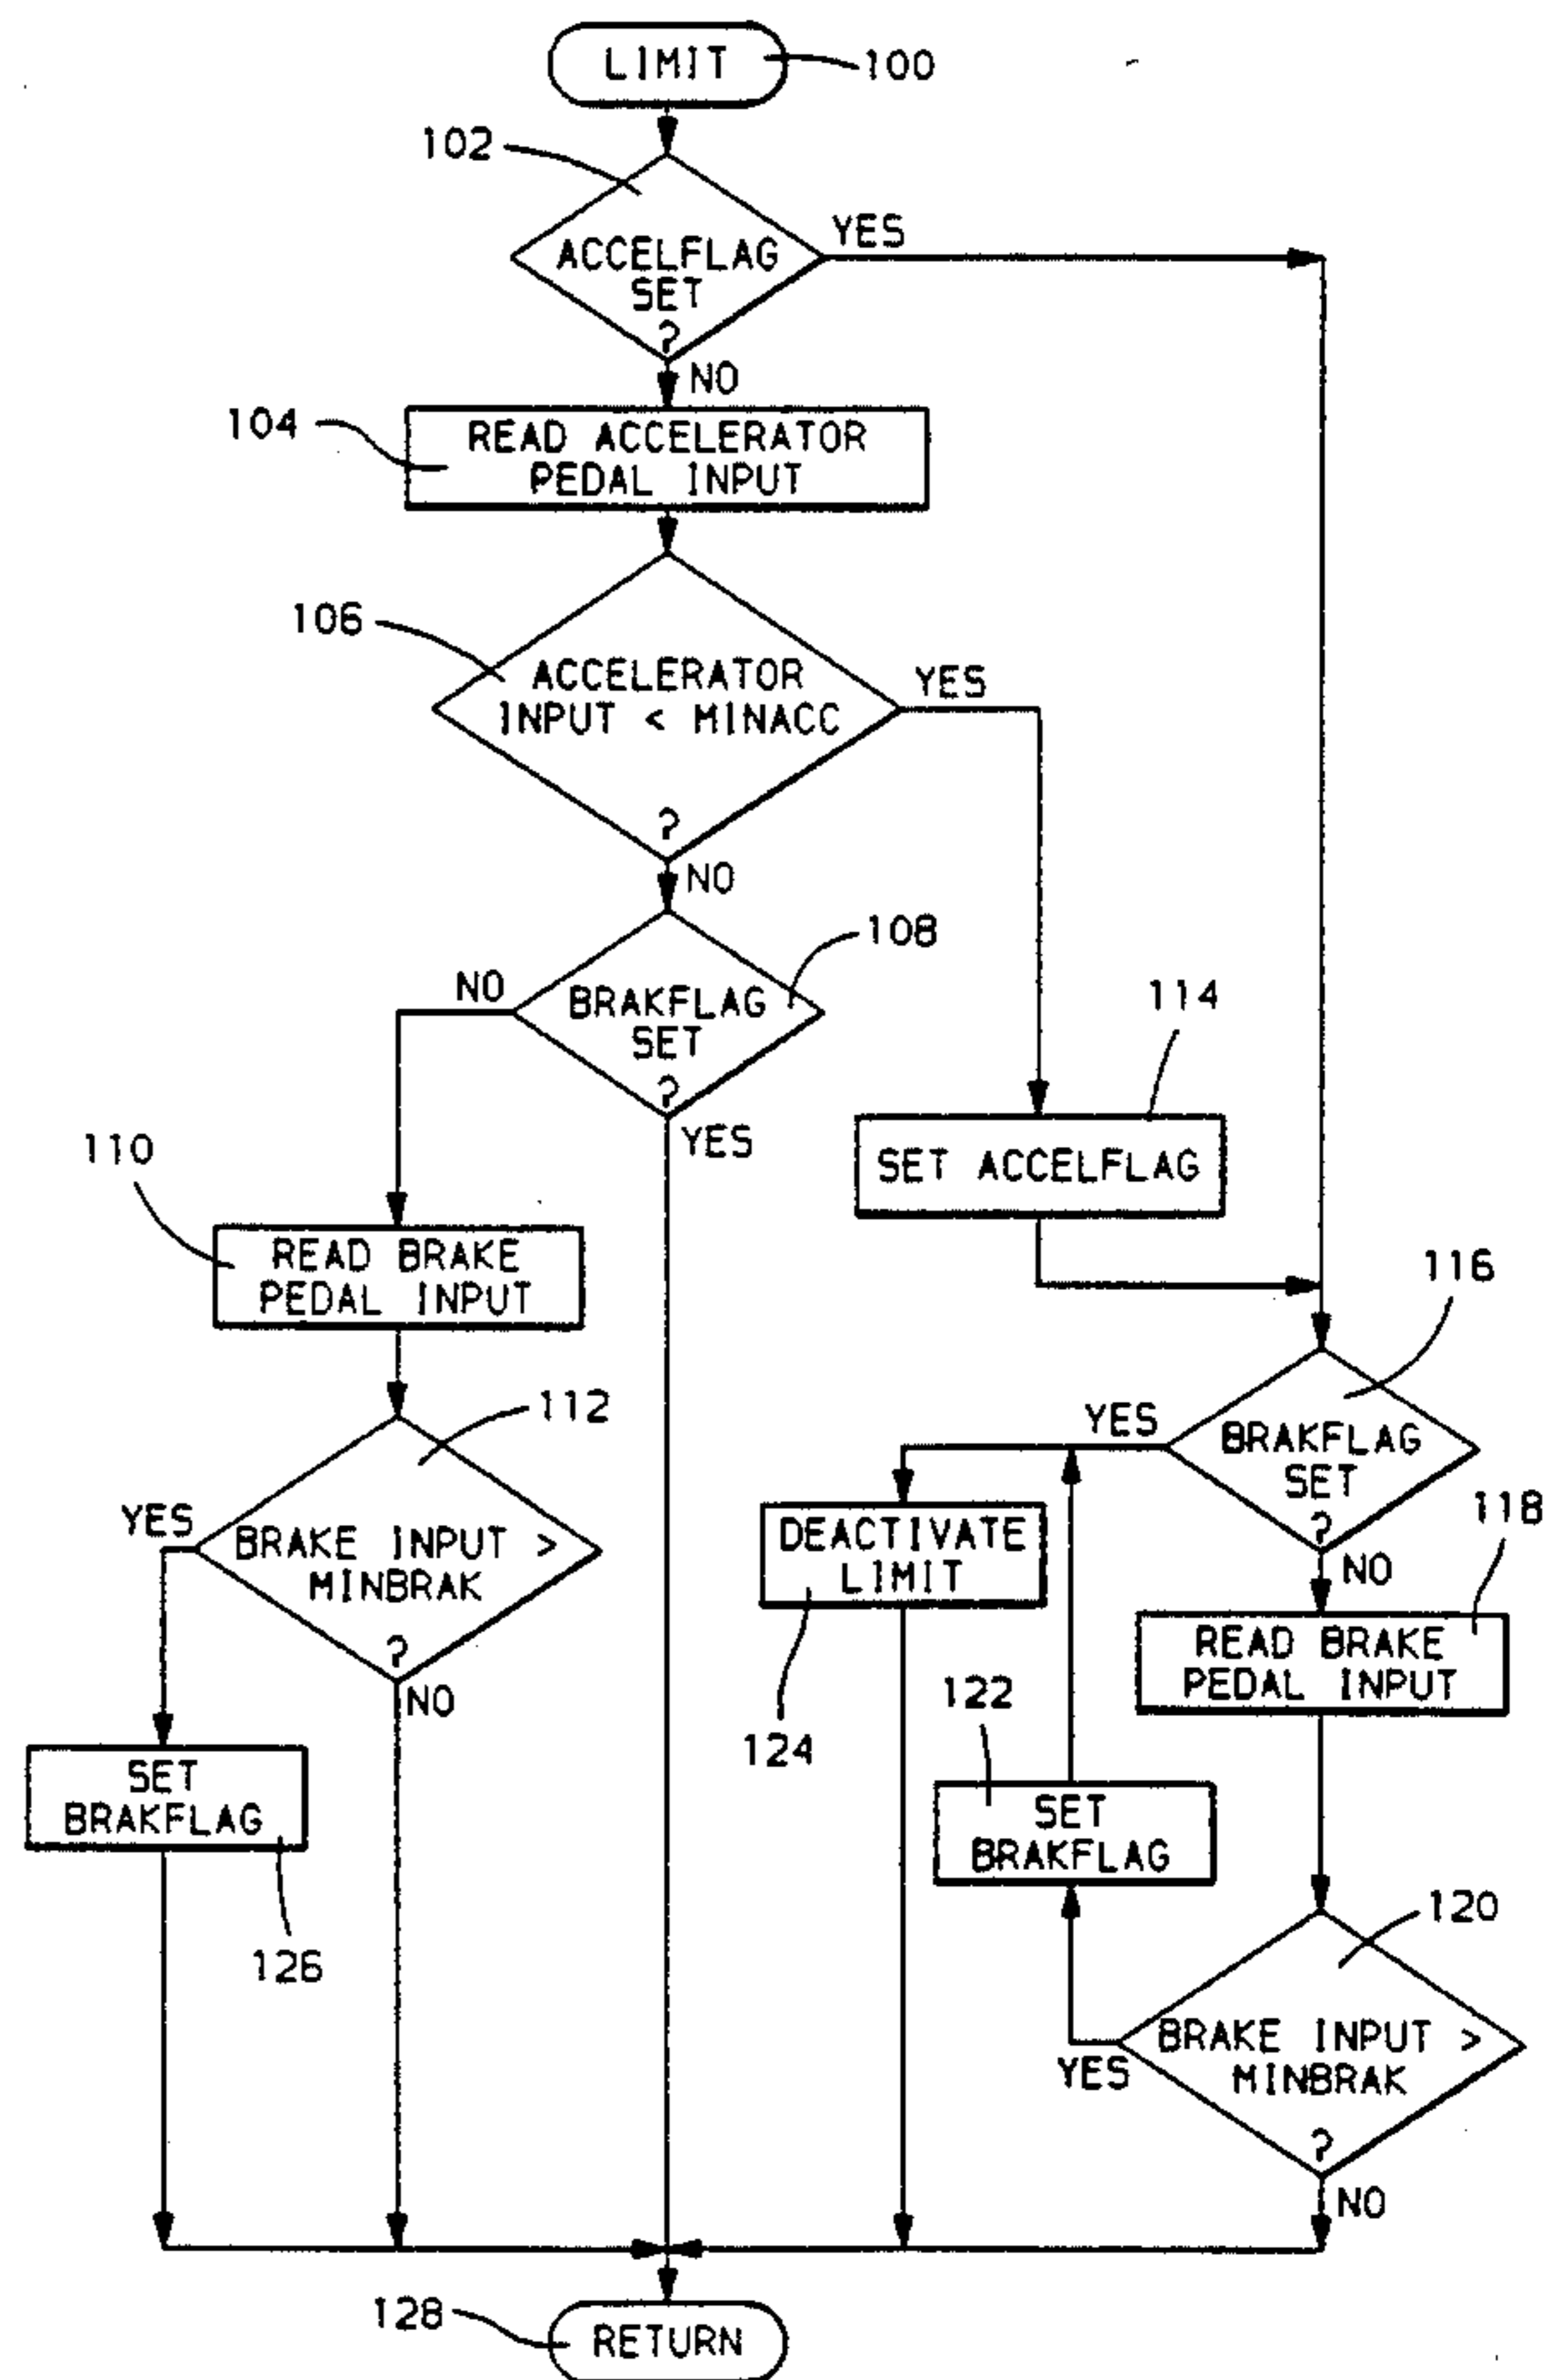 LIMIT
100
102
ACCELFLAG
SET
?
YES
NO
104
READ ACCELERATOR
PEDAL INPUT
106
ACCELERATOR
INPUT < MINACC
?
YES
NO
108
NO
BRAKFLAG
SET
?
YES
114
SET ACCELFLAG
110
READ BRAKE
PEDAL INPUT
116
YES
BRAKFLAG
SET
?
NO
112
YES
BRAKE INPUT >
MINBRAK
?
NO
DEACTIVATE
LIMIT
124
118
READ BRAKE
PEDAL INPUT
122
SET
BRAKFLAG
SET
BRAKFLAG
126
120
BRAKE INPUT >
MINBRAK
?
YES
NO
128
RETURN